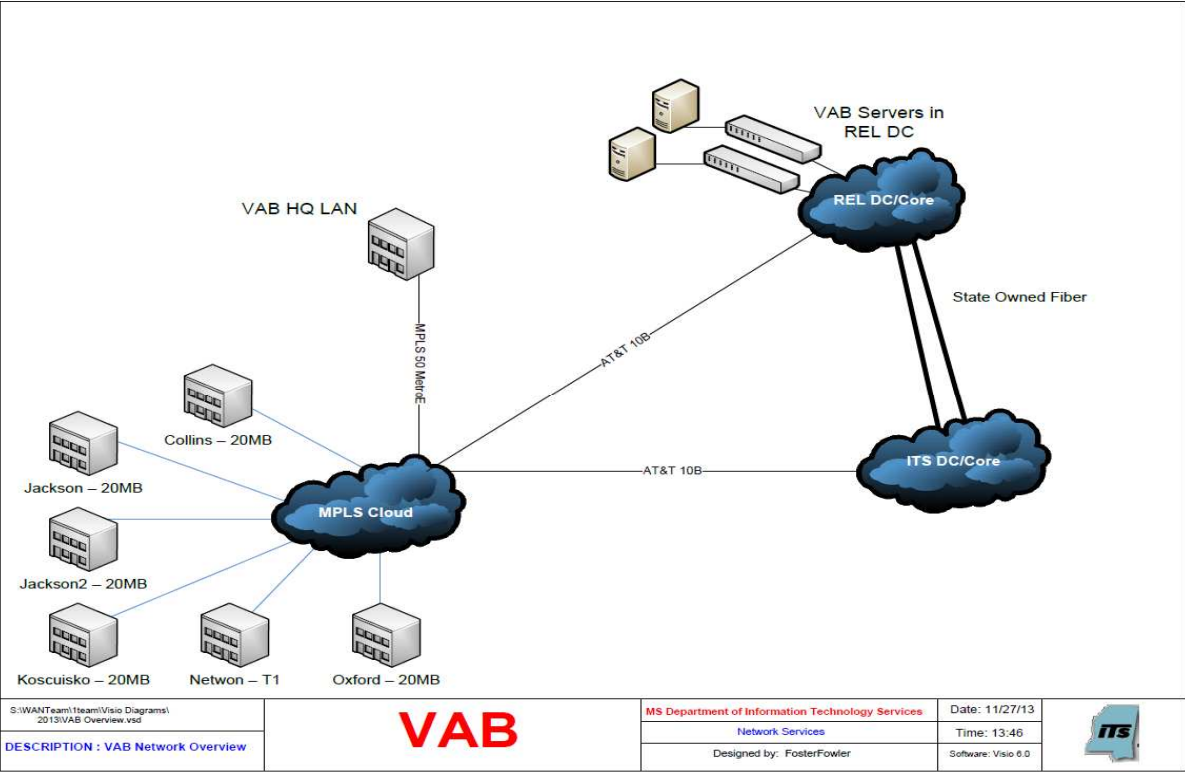 VAB Servers in
REL DC
REL DC/Core
VAB HQ LAN
State Owned Fiber
MPLS 50 MetroE
AT&T 10B
Collins – 20MB
Jackson – 20MB
AT&T 10B
ITS DC/Core
MPLS Cloud
Jackson2 – 20MB
Koscuisko – 20MB
Netwon – T1
Oxford – 20MB
S:\WANTeam\1team\Visio Diagrams\
2013\VAB Overview.vsd
DESCRIPTION : VAB Network Overview
VAB
MS Department of Information Technology Services
Network Services
Designed by: FosterFowler
Date: 11/27/13
Time: 13:46
Software: Visio 6.0
iTS